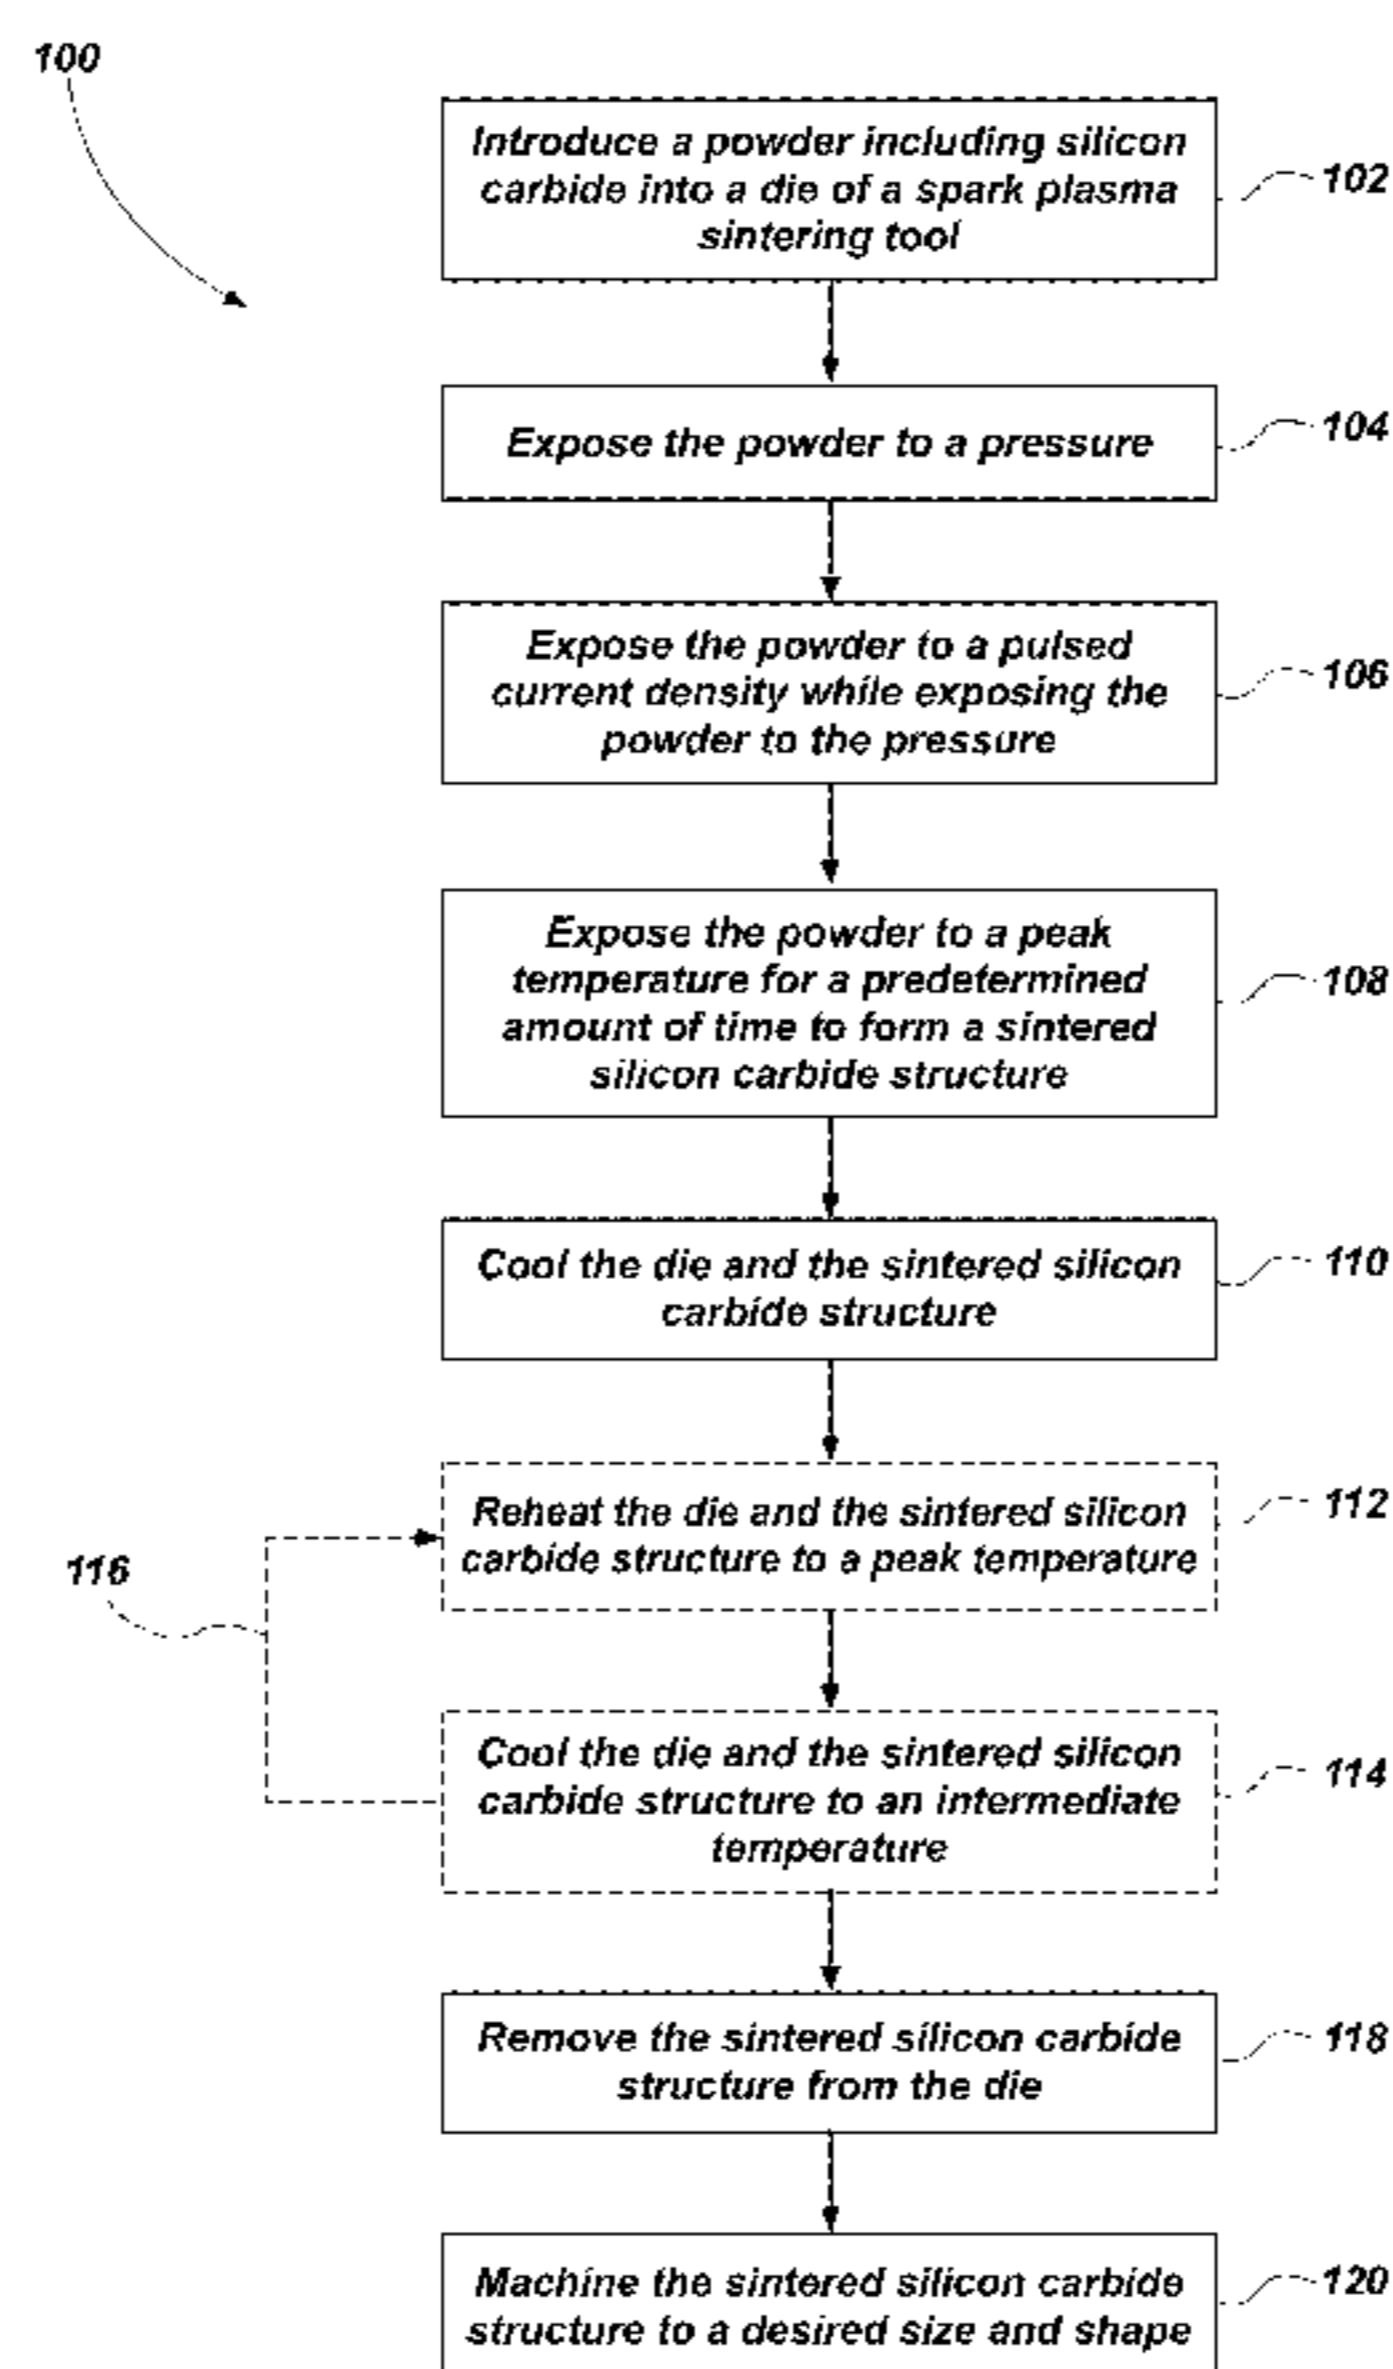 100
Introduce a powder including silicon
carbide into a die of a spark plasma
sintering tool
102
Expose the powder to a pressure
104
Expose the powder to a pulsed
current density while exposing the
powder to the pressure
106
Expose the powder to a peak
temperature for a predetermined
amount of time to form a sintered
silicon carbide structure
108
Cool the die and the sintered silicon
carbide structure
110
Reheat the die and the sintered silicon
carbide structure to a peak temperature
112
116
Cool the die and the sintered silicon
carbide structure to an intermediate
temperature
114
Remove the sintered silicon carbide
structure from the die
118
Machine the sintered silicon carbide
structure to a desired size and shape
120